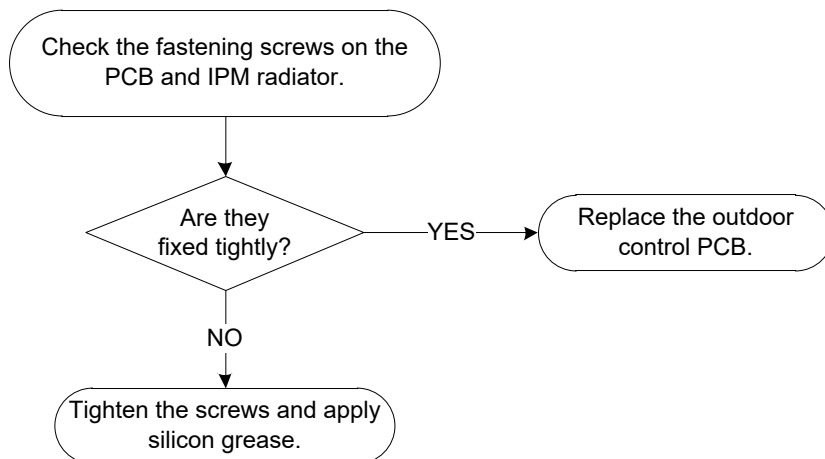 Check the fastening screws on the
PCB and IPM radiator.
Are they
fixed tightly?
YES
Replace the outdoor
control PCB.
NO
Tighten the screws and apply
silicon grease.